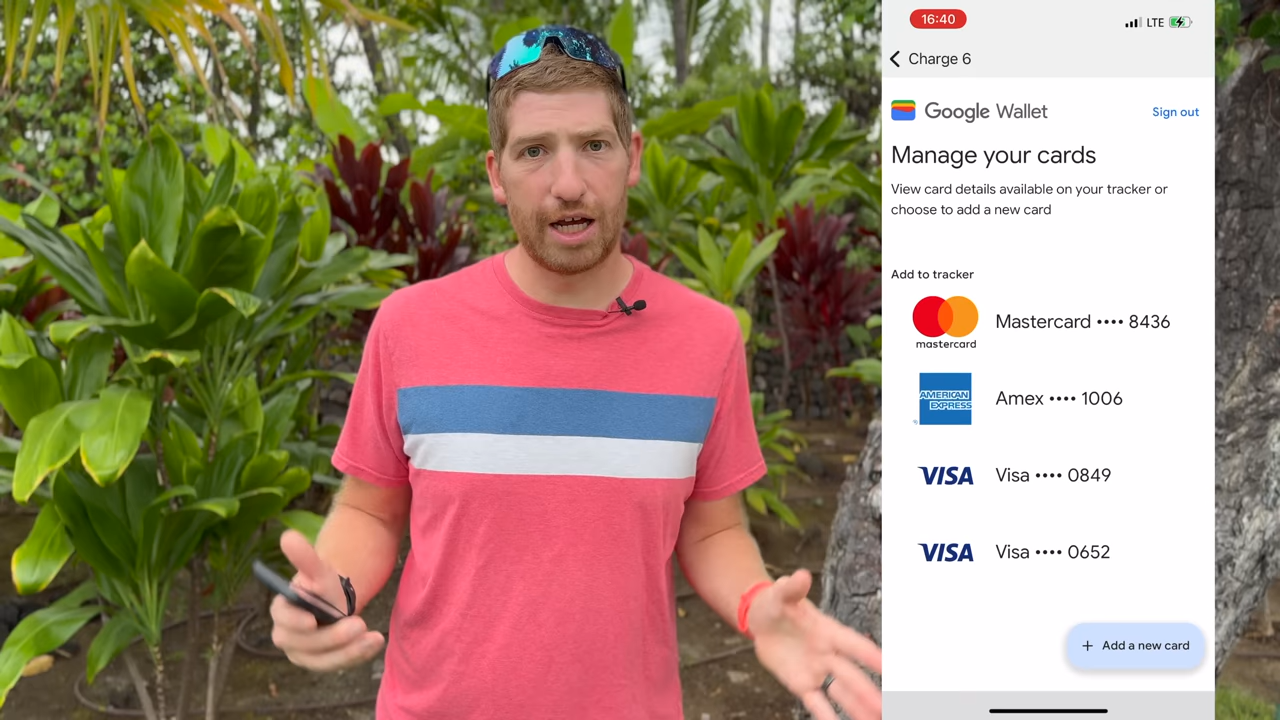 16:40
LTE
Charge 6
Google Wallet
Sign out
Manage your cards
View card details available on your tracker or
choose to add a new card
Add to tracker
mastercard
Mastercard •••• 8436
AMERICAN
EXPRESS
Amex •••• 1006
VISA
Visa •••• 0849
VISA
Visa •••• 0652
+ Add a new card